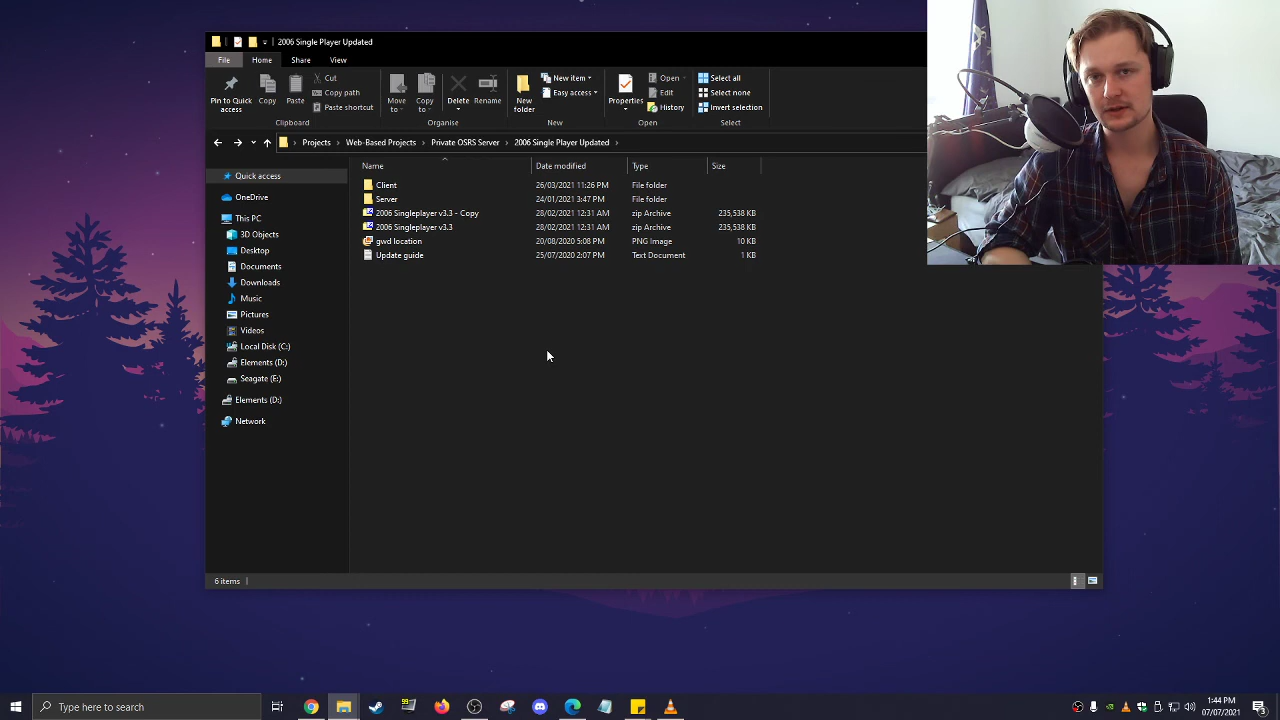 2006 Single Player Updated
File Home Share View
Pin to Quick access
Copy
Paste
Cut
Copy path
Paste shortcut
Clipboard
Move to
Copy to
Delete
Rename
Organise
New folder
New item
Easy access
New
Properties
Open
Edit
History
Open
Select all
Select none
Invert selection
Select
Projects > Web-Based Projects > Private OSRS Server > 2006 Single Player Updated >
Quick access
OneDrive
This PC
3D Objects
Desktop
Documents
Downloads
Music
Pictures
Videos
Local Disk (C:)
Elements (D:)
Seagate (E:)
Elements (D:)
Network
Name Date modified Type Size
Client 26/03/2021 11:26 PM File folder
Server 24/01/2021 3:47 PM File folder
2006 Singleplayer v3.3 - Copy 28/02/2021 12:31 AM zip Archive 235,538 KB
2006 Singleplayer v3.3 28/02/2021 12:31 AM zip Archive 235,538 KB
gwd location 20/08/2020 5:08 PM PNG Image 10 KB
Update guide 25/07/2020 2:07 PM Text Document 1 KB
6 items
Type here to search
1:44 PM
07/07/2021